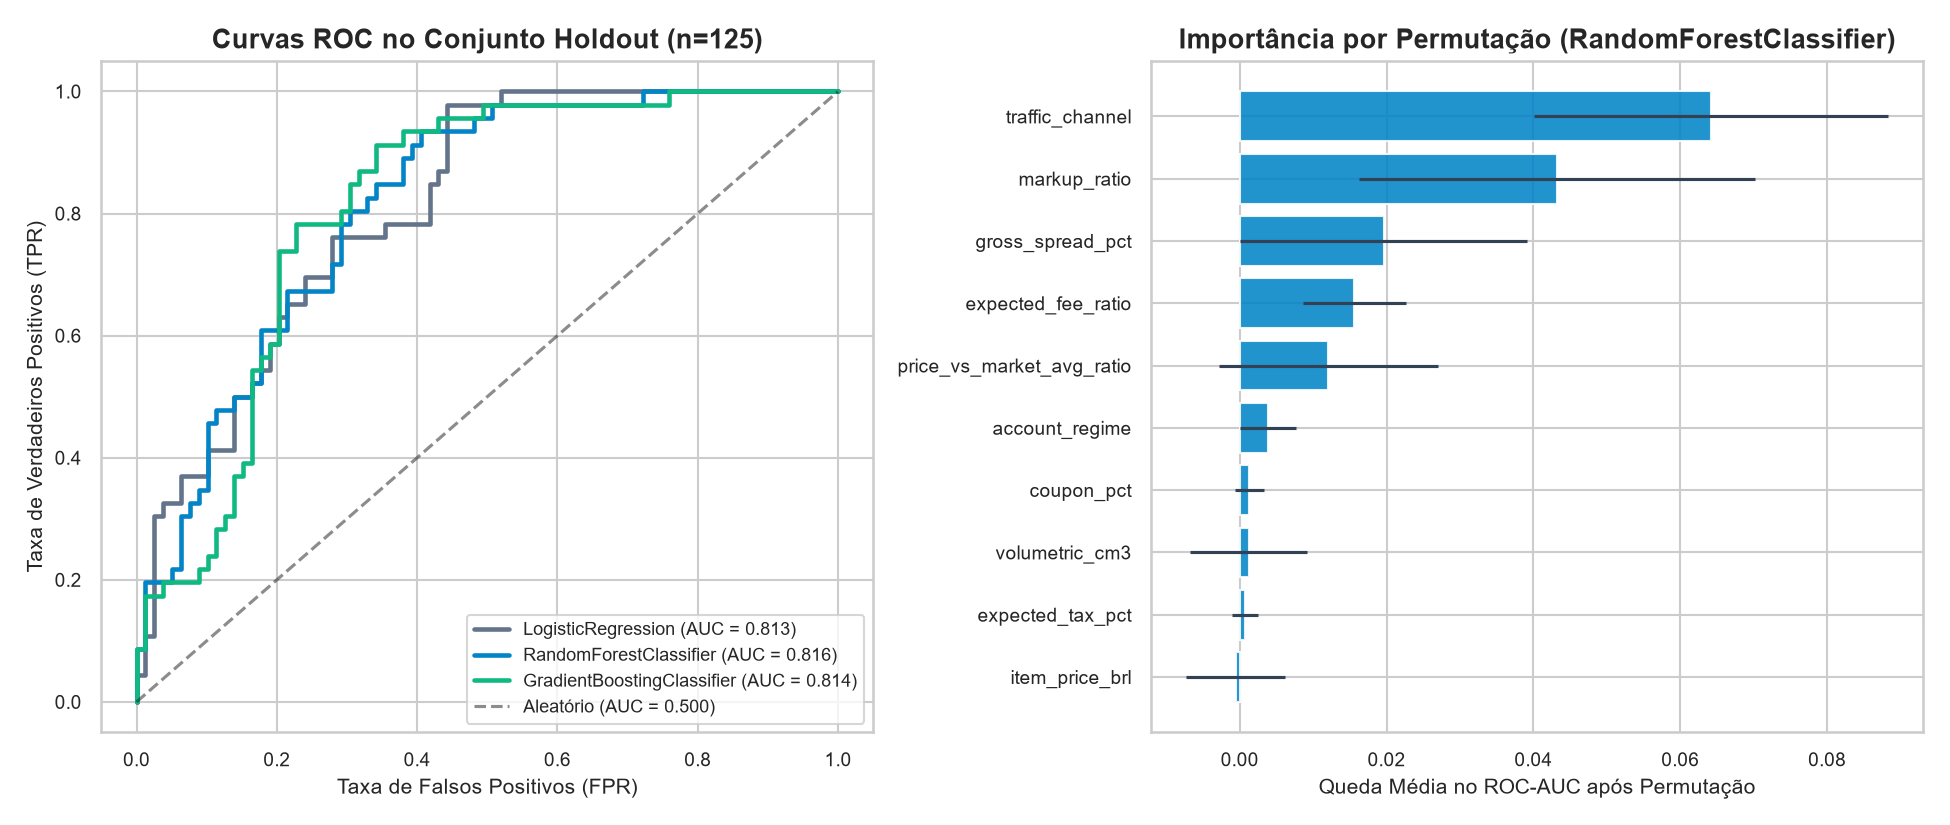 Curvas ROC no Conjunto Holdout (n=125)
Taxa de Verdadeiros Positivos (TPR)
1.0
0.8
0.6
0.4
0.2
0.0
0.0 0.2 0.4 0.6 0.8 1.0
Taxa de Falsos Positivos (FPR)
LogisticRegression (AUC = 0.813)
RandomForestClassifier (AUC = 0.816)
GradientBoostingClassifier (AUC = 0.814)
Aleatório (AUC = 0.500)
Importância por Permutação (RandomForestClassifier)
traffic_channel
markup_ratio
gross_spread_pct
expected_fee_ratio
price_vs_market_avg_ratio
account_regime
coupon_pct
volumetric_cm3
expected_tax_pct
item_price_brl
0.00 0.02 0.04 0.06 0.08
Queda Média no ROC-AUC após Permutação